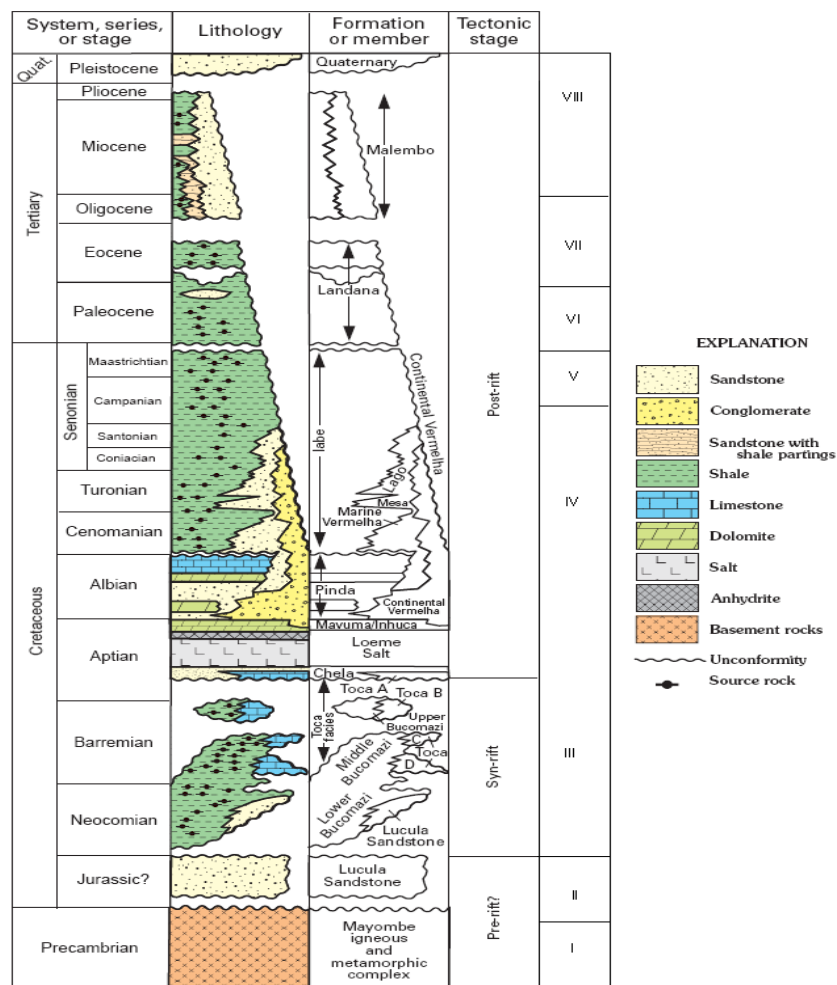 System, series,
or stage
Lithology
Formation
or member
Tectonic
stage
Quat.
Pleistocene
Quaternary
Pliocene
VIII
Miocene
Malembo
Oligocene
Tertiary
Eocene
VII
Landana
Paleocene
VI
Maastrichtian
V
Campanian
Senonian
Santonian
Coniacian
Iabe
Continental Vermelha
Post-rift
Turonian
Lago
Mesa
IV
Cenomanian
Marine
Vermelha
Albian
Pinda
Continental
Vermelha
Cretaceous
Mavuma/Inhuca
Aptian
Loeme
Salt
Chela
Toca A
Toca B
Toca
facies
Upper
Bucomazi
Barremian
Middle
Bucomazi
C
Toca
D
Syn-rift
III
Neocomian
Lower
Bucomazi
Lucula
Sandstone
Jurassic?
Lucula
Sandstone
II
Pre-rift?
Precambrian
Mayombe
igneous
and
metamorphic
complex
I
EXPLANATION
Sandstone
Conglomerate
Sandstone with
shale partings
Shale
Limestone
Dolomite
Salt
Anhydrite
Basement rocks
Unconformity
Source rock